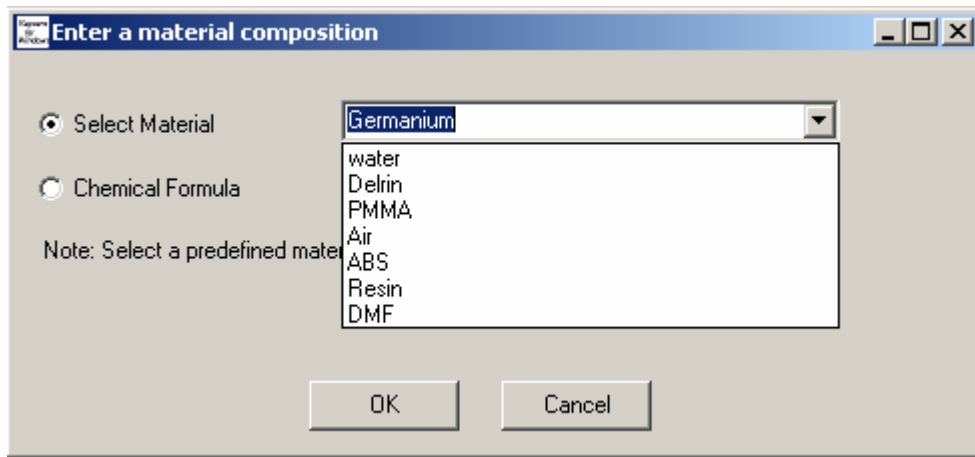 Enter a material composition
Select Material
Germanium
water
Delrin
PMMA
Air
ABS
Resin
DMF
Chemical Formula
Note: Select a predefined mater
OK
Cancel